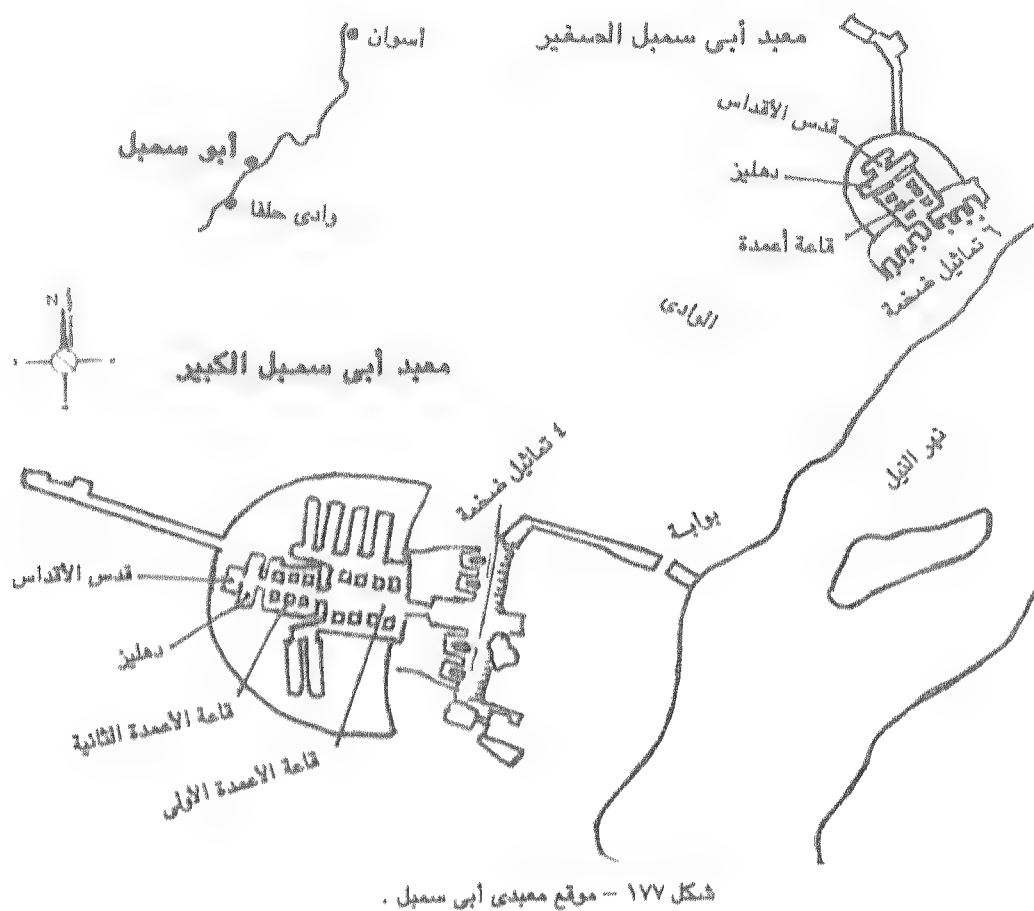 اسوان
أبو سمبل
وادى حلفا
معبد أبى سمبل الصغير
قدس الأقداس
دهليز
قاعة أعمدة
٦ تماثيل ضخمة
الوادى
N
معبد أبى سمبل الكبير
نهر النيل
٤ تماثيل ضخمة
بوابة
قدس الأقداس
دهليز
قاعة الأعمدة الثانية
قاعة الأعمدة الأولى
شكل ١٧٧ – موقع معبدى أبى سمبل .